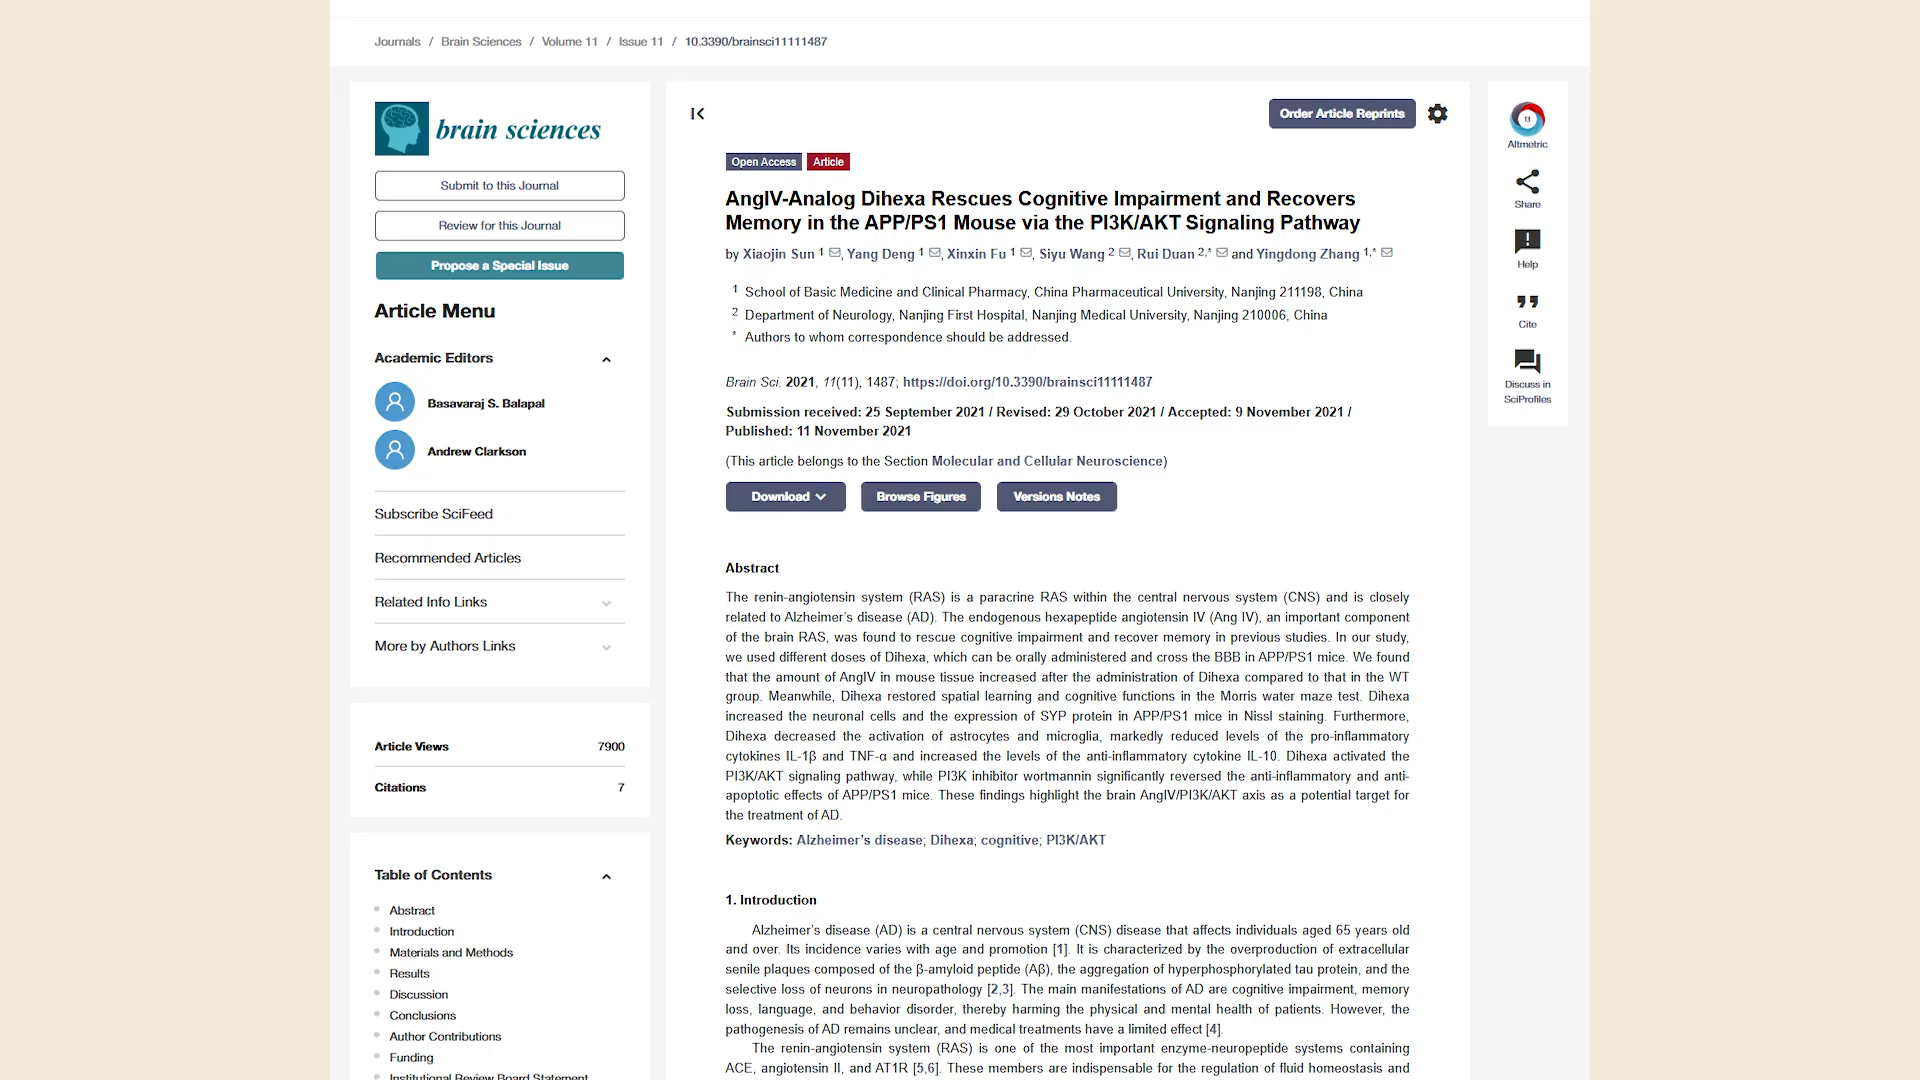 Journals / Brain Sciences / Volume 11 / Issue 11 / 10.3390/brainsci11111487
brain sciences
Submit to this Journal
Review for this Journal
Propose a Special Issue
Article Menu
Academic Editors
Basavaraj S. Balapal
Andrew Clarkson
Subscribe SciFeed
Recommended Articles
Related Info Links
More by Authors Links
Article Views 7900
Citations 7
Table of Contents
Abstract
Introduction
Materials and Methods
Results
Discussion
Conclusions
Author Contributions
Funding
Institutional Review Board Statement
Order Article Reprints
Open Access Article
AngIV-Analog Dihexa Rescues Cognitive Impairment and Recovers
Memory in the APP/PS1 Mouse via the PI3K/AKT Signaling Pathway
by Xiaojin Sun 1, Yang Deng 1, Xinxin Fu 1, Siyu Wang 2, Rui Duan 2,* and Yingdong Zhang 1,*
1 School of Basic Medicine and Clinical Pharmacy, China Pharmaceutical University, Nanjing 211198, China
2 Department of Neurology, Nanjing First Hospital, Nanjing Medical University, Nanjing 210006, China
* Authors to whom correspondence should be addressed.
Brain Sci. 2021, 11(11), 1487; https://doi.org/10.3390/brainsci11111487
Submission received: 25 September 2021 / Revised: 29 October 2021 / Accepted: 9 November 2021 /
Published: 11 November 2021
(This article belongs to the Section Molecular and Cellular Neuroscience)
Download Browse Figures Versions Notes
Abstract
The renin-angiotensin system (RAS) is a paracrine RAS within the central nervous system (CNS) and is closely
related to Alzheimer's disease (AD). The endogenous hexapeptide angiotensin IV (Ang IV), an important component
of the brain RAS, was found to rescue cognitive impairment and recover memory in previous studies. In our study,
we used different doses of Dihexa, which can be orally administered and cross the BBB in APP/PS1 mice. We found
that the amount of AngIV in mouse tissue increased after the administration of Dihexa compared to that in the WT
group. Meanwhile, Dihexa restored spatial learning and cognitive functions in the Morris water maze test. Dihexa
increased the neuronal cells and the expression of SYP protein in APP/PS1 mice in Nissl staining. Furthermore,
Dihexa decreased the activation of astrocytes and microglia, markedly reduced levels of the pro-inflammatory
cytokines IL-1β and TNF-α and increased the levels of the anti-inflammatory cytokine IL-10. Dihexa activated the
PI3K/AKT signaling pathway, while PI3K inhibitor wortmannin significantly reversed the anti-inflammatory and anti-
apoptotic effects of APP/PS1 mice. These findings highlight the brain AngIV/PI3K/AKT axis as a potential target for
the treatment of AD.
Keywords: Alzheimer's disease; Dihexa; cognitive; PI3K/AKT
1. Introduction
Alzheimer's disease (AD) is a central nervous system (CNS) disease that affects individuals aged 65 years old
and over. Its incidence varies with age and promotion [1]. It is characterized by the overproduction of extracellular
senile plaques composed of the β-amyloid peptide (Aβ), the aggregation of hyperphosphorylated tau protein, and the
selective loss of neurons in neuropathology [2,3]. The main manifestations of AD are cognitive impairment, memory
loss, language, and behavior disorder, thereby harming the physical and mental health of patients. However, the
pathogenesis of AD remains unclear, and medical treatments have a limited effect [4].
The renin-angiotensin system (RAS) is one of the most important enzyme-neuropeptide systems containing
ACE, angiotensin II, and AT1R [5,6]. These members are indispensable for the regulation of fluid homeostasis and
13
Altmetric
Share
Help
Cite
Discuss in
SciProfiles